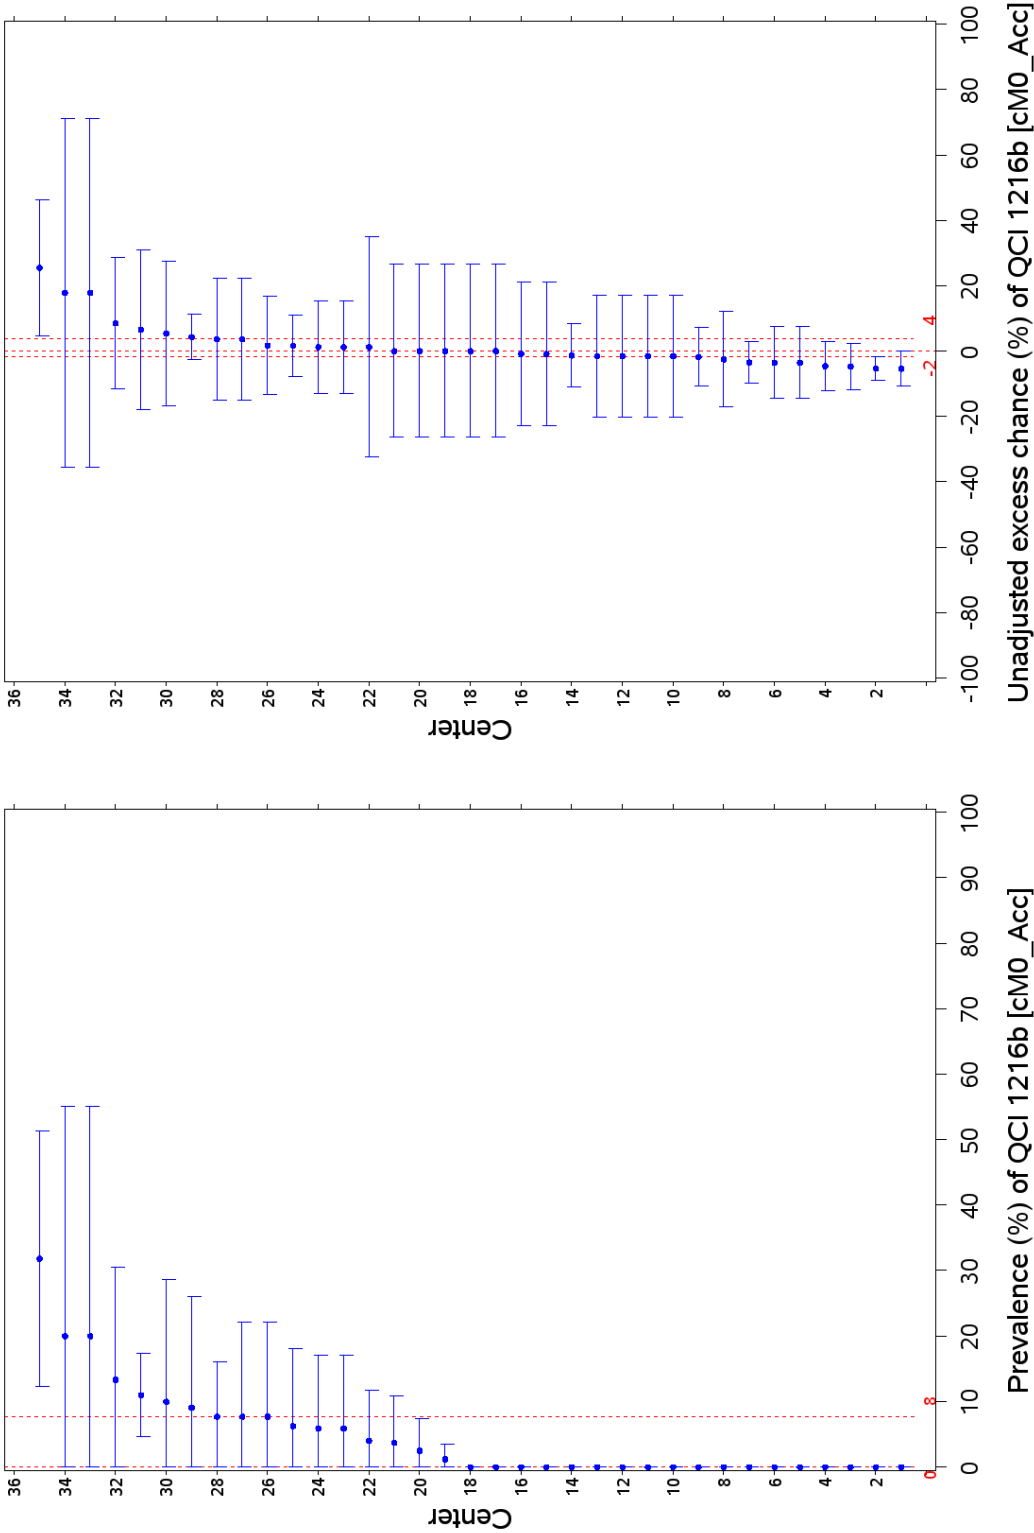 Unadjusted excess chance (%) of QCI 1216b [cM0_Acc]
-100 -80 -60 -40 -20 0 20 40 60 80 100
-2 4
Center
2 4 6 8 10 12 14 16 18 20 22 24 26 28 30 32 34 36
Prevalence (%) of QCI 1216b [cM0_Acc]
0 10 20 30 40 50 60 70 80 90 100
0 8
Center
2 4 6 8 10 12 14 16 18 20 22 24 26 28 30 32 34 36